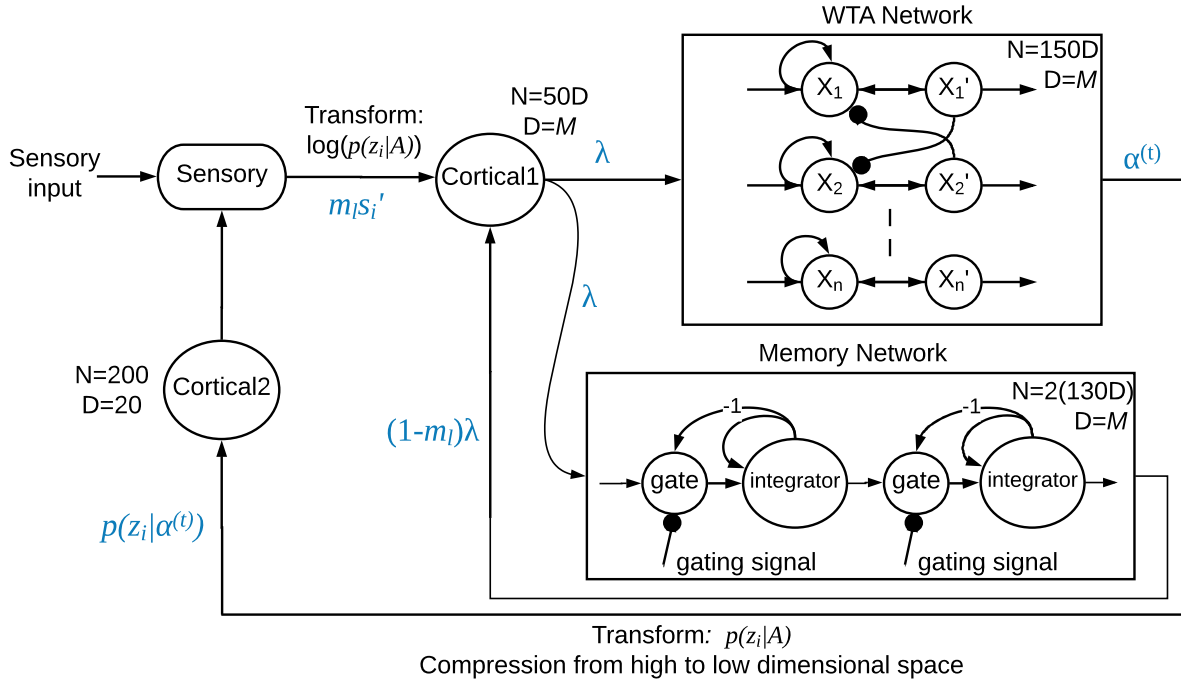 WTA Network
N=150D
D=M
X1
X1'
X2
X2'
Xn
Xn'
N=50D
D=M
Transform:
log(p(zi|A))
Sensory
input
Sensory
mlsi'
Cortical1
λ
α(t)
λ
Memory Network
N=2(130D)
D=M
-1
-1
gate
integrator
gate
integrator
gating signal
gating signal
N=200
D=20
Cortical2
(1-ml)λ
p(zi|α(t))
Transform: p(zi|A)
Compression from high to low dimensional space